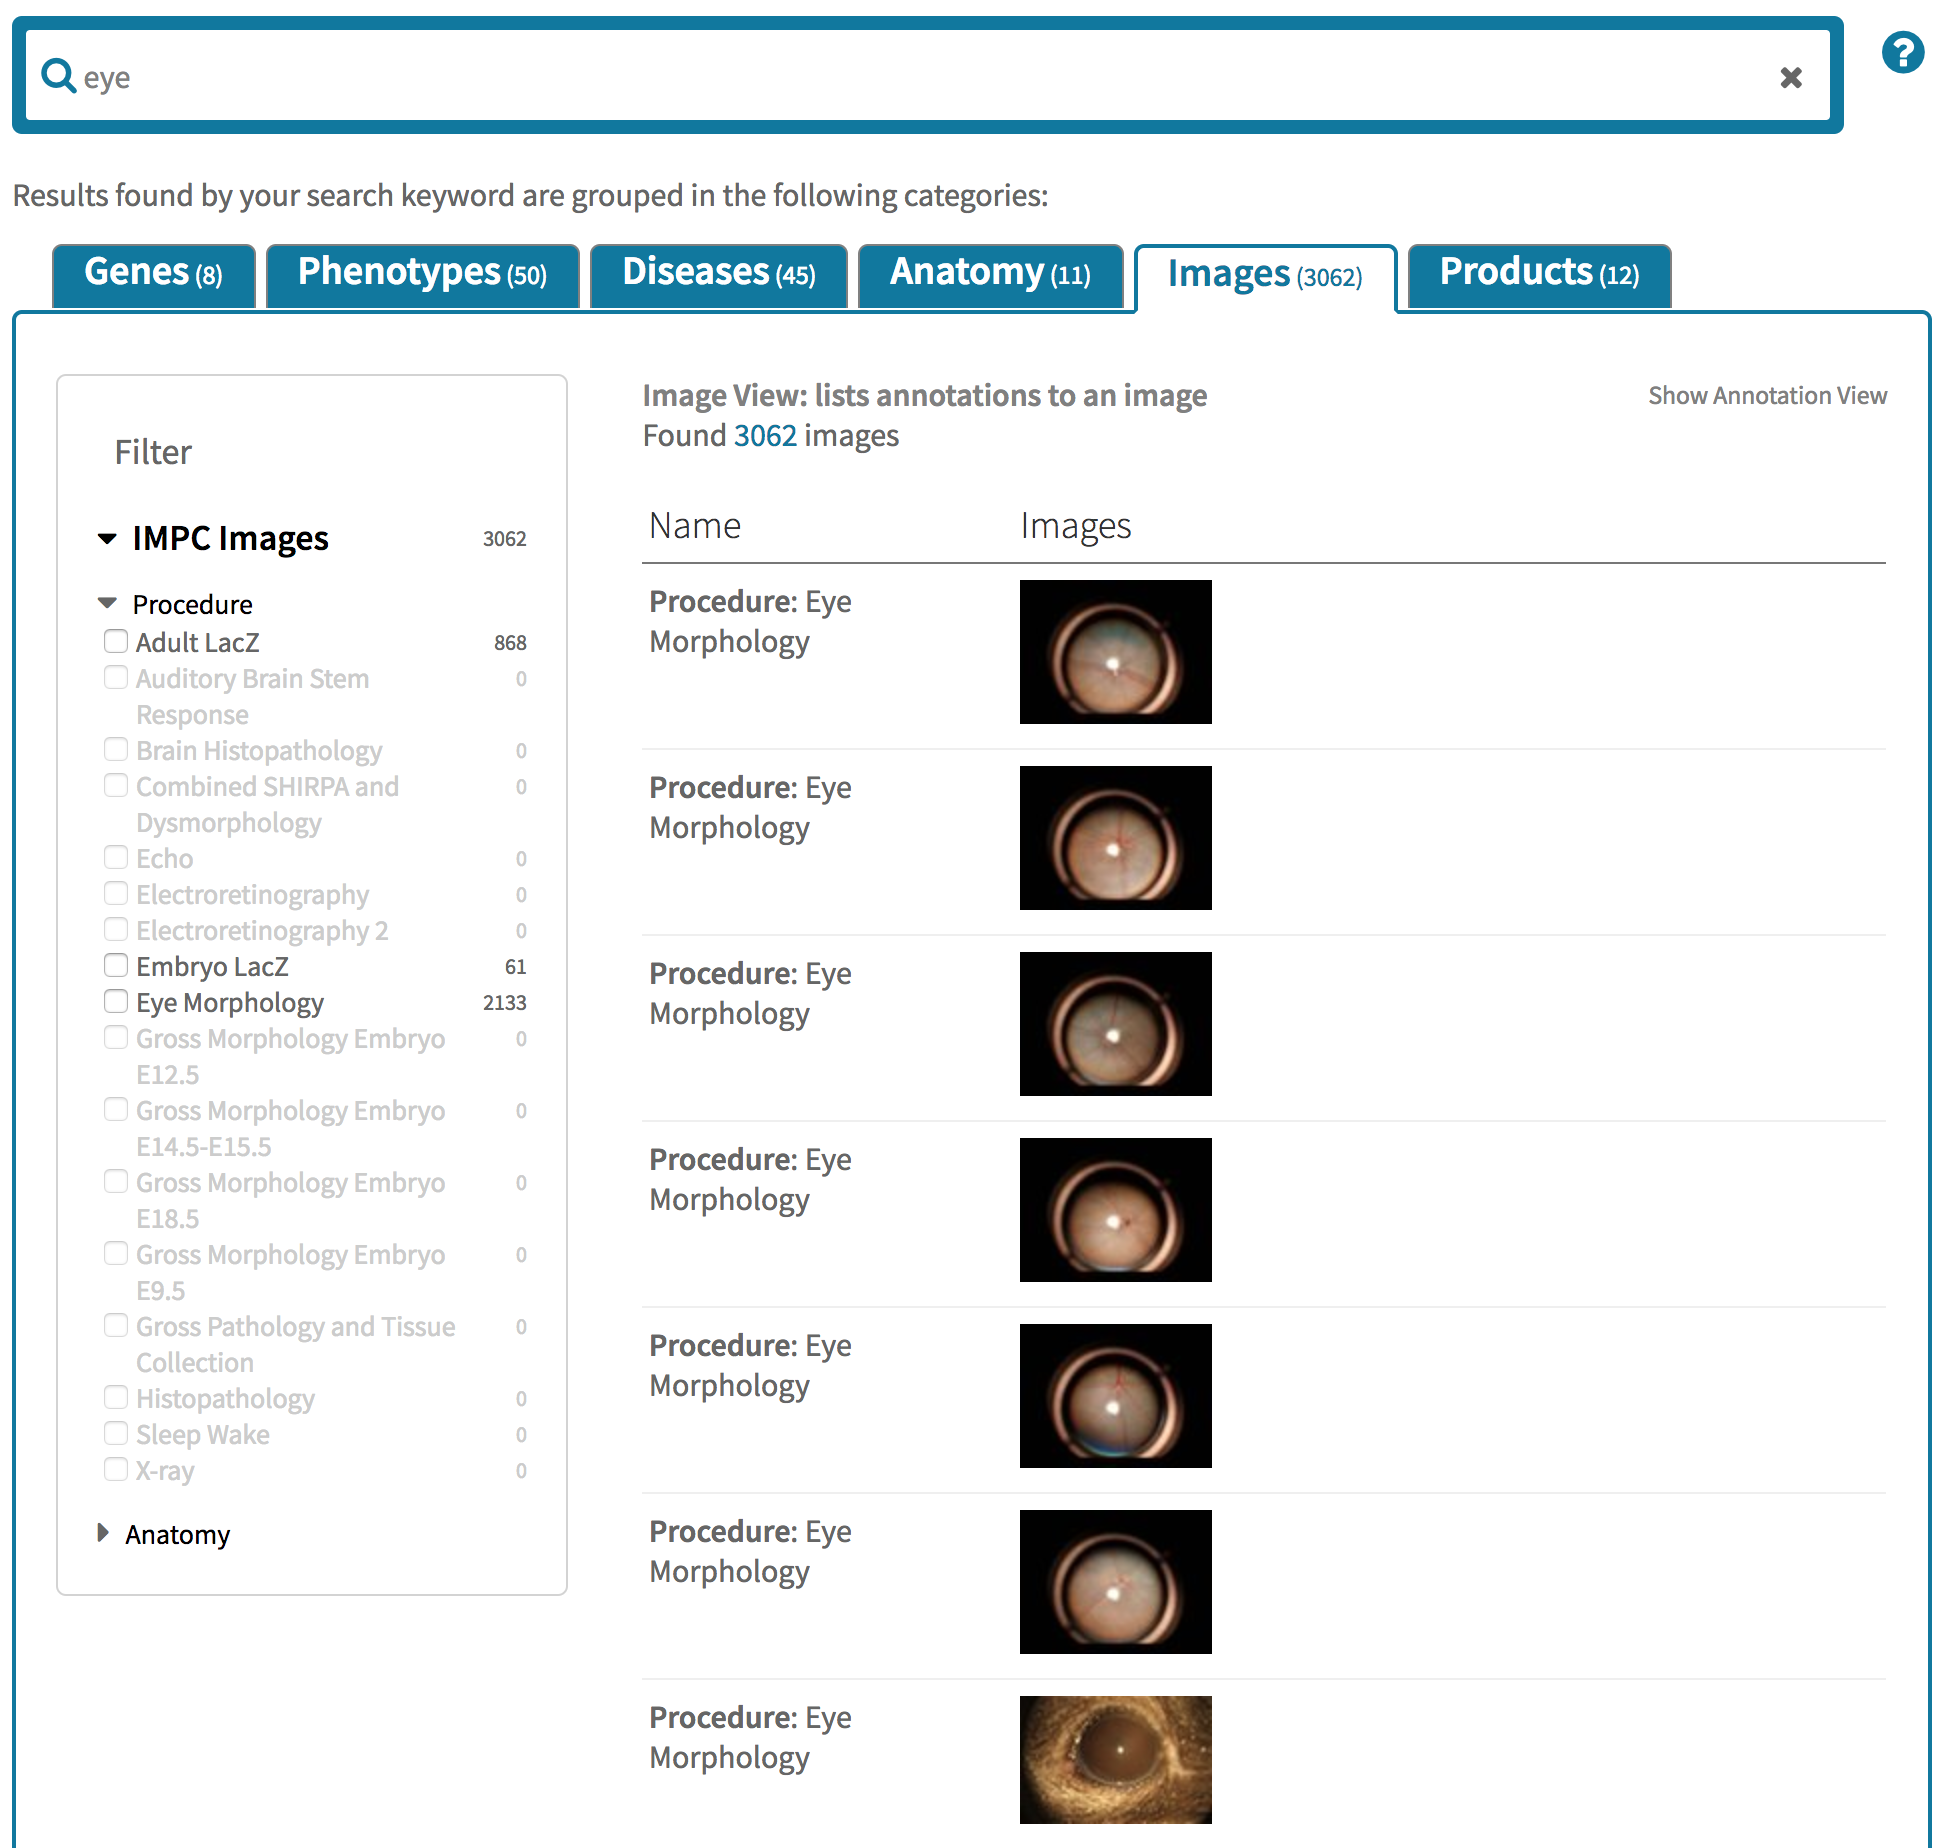 eye
Results found by your search keyword are grouped in the following categories:
Genes (8) Phenotypes (50) Diseases (45) Anatomy (11) Images (3062) Products (12)
Filter
IMPC Images 3062
Procedure
Adult LacZ 868
Auditory Brain Stem 0
Response
Brain Histopathology 0
Combined SHIRPA and 0
Dysmorphology
Echo 0
Electroretinography 0
Electroretinography 2 0
Embryo LacZ 61
Eye Morphology 2133
Gross Morphology Embryo 0
E12.5
Gross Morphology Embryo 0
E14.5-E15.5
Gross Morphology Embryo 0
E18.5
Gross Morphology Embryo 0
E9.5
Gross Pathology and Tissue 0
Collection
Histopathology 0
Sleep Wake 0
X-ray 0
Anatomy
Image View: lists annotations to an image
Show Annotation View
Found 3062 images
Name Images
Procedure: Eye
Morphology
Procedure: Eye
Morphology
Procedure: Eye
Morphology
Procedure: Eye
Morphology
Procedure: Eye
Morphology
Procedure: Eye
Morphology
Procedure: Eye
Morphology